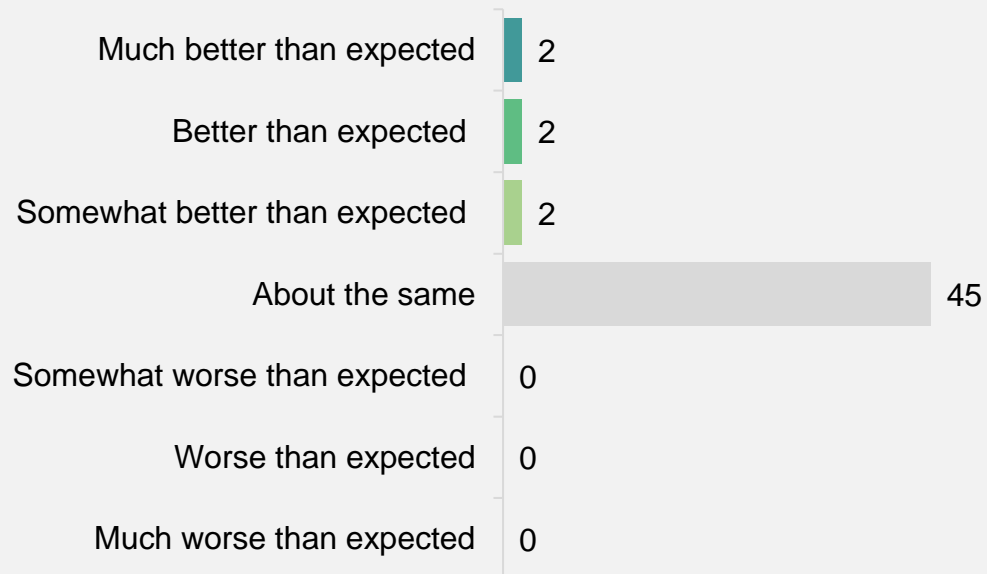 Much better than expected 2
Better than expected 2
Somewhat better than expected 2
About the same 45
Somewhat worse than expected 0
Worse than expected 0
Much worse than expected 0